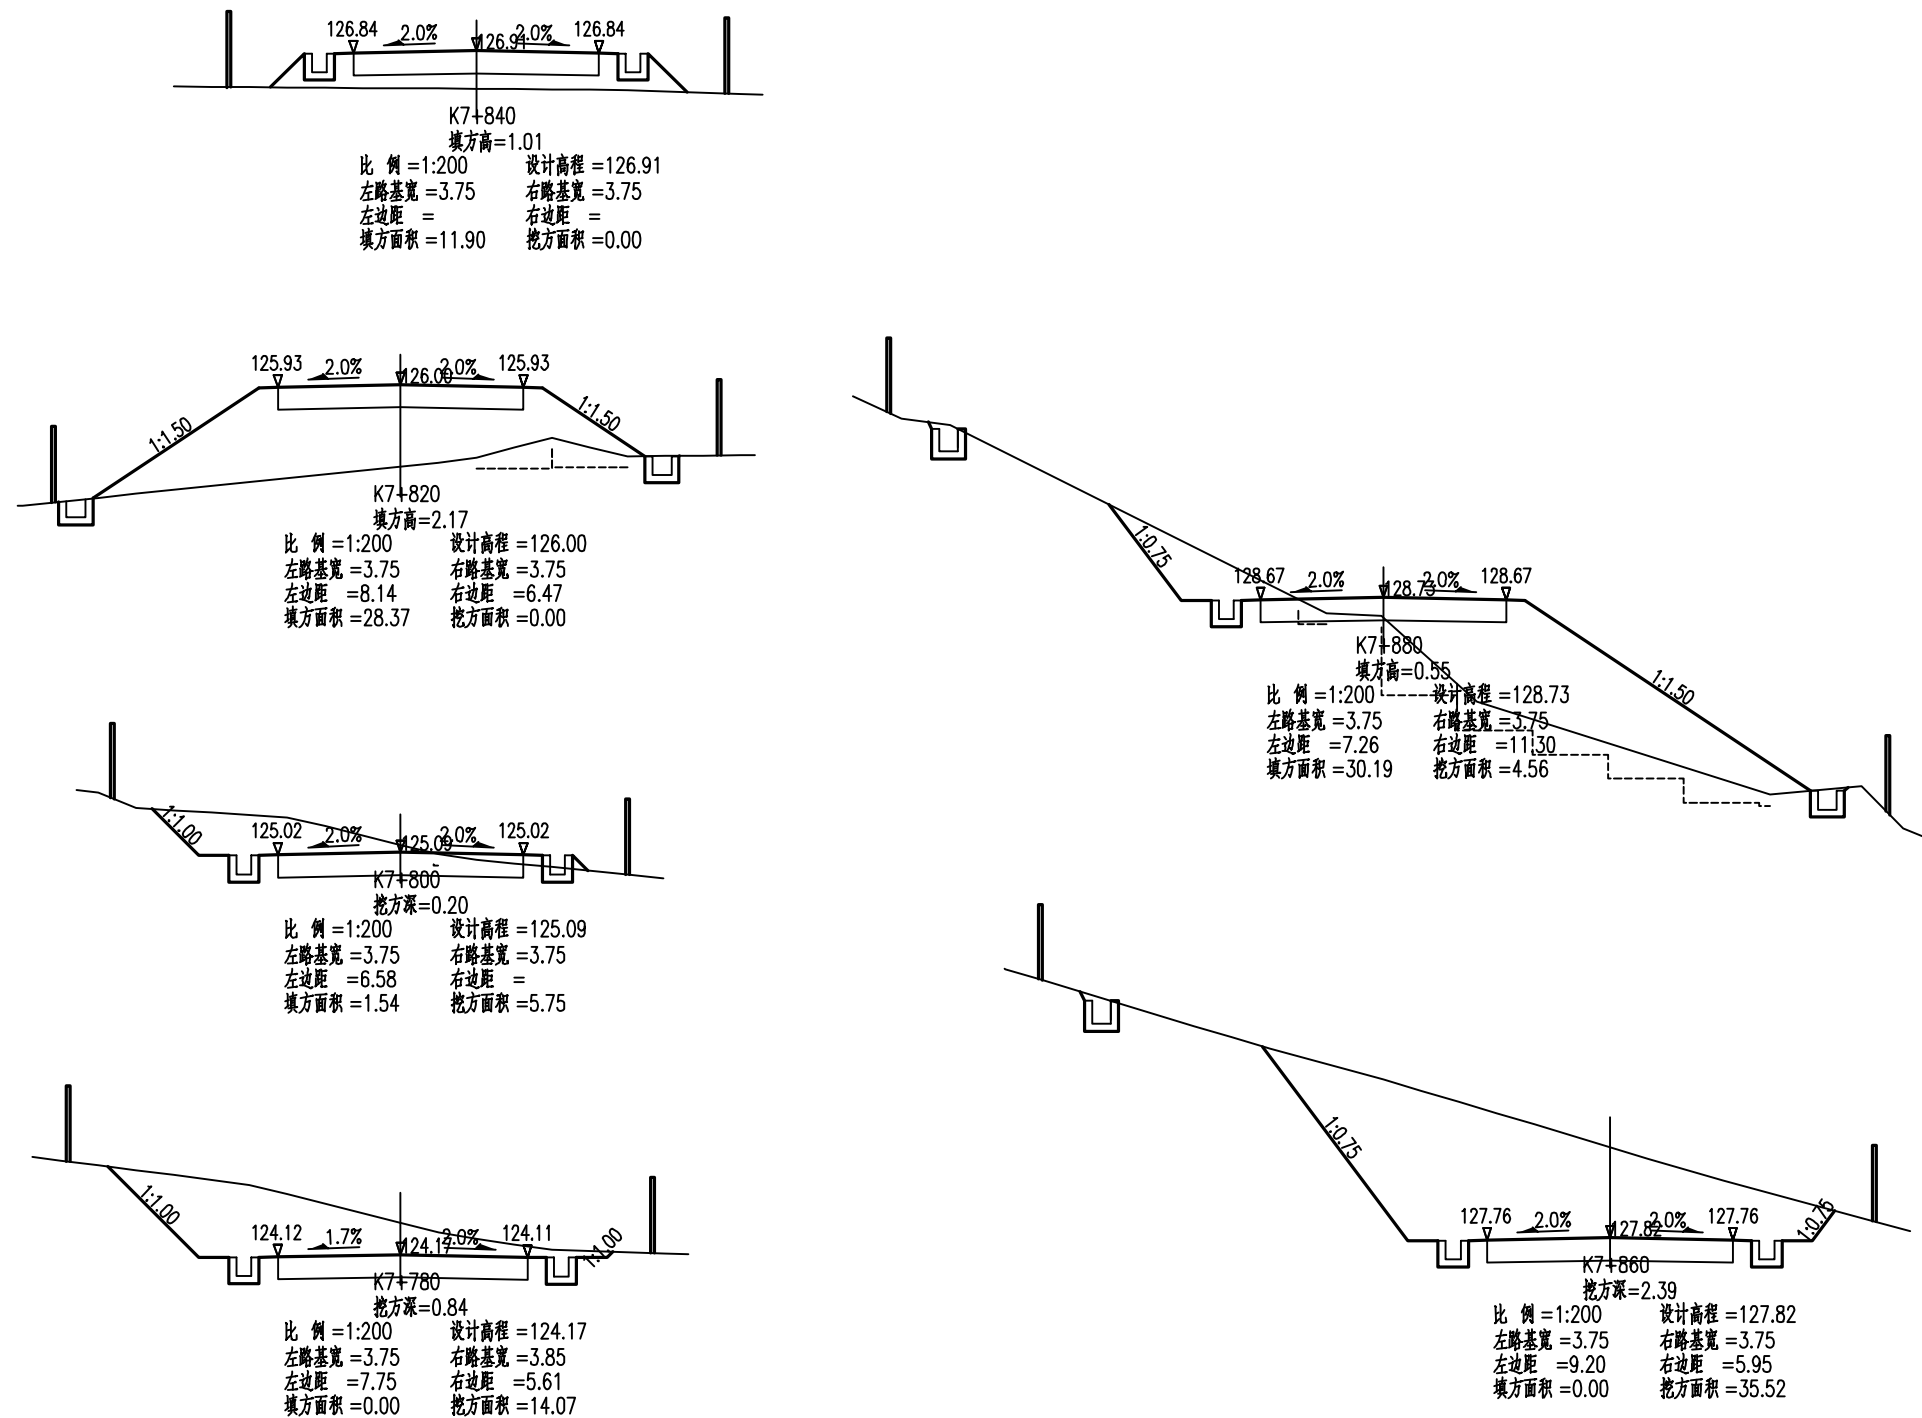 126.84 2.0% 126.91 2.0% 126.84
K7+840
填方高=1.01
比 例 =1:200 设计高程 =126.91
左路基宽 =3.75 右路基宽 =3.75
左边距 = 右边距 =
填方面积 =11.90 挖方面积 =0.00
125.93 2.0% 126.00 2.0% 125.93
1:1.50 1:1.50
K7+820
填方高=2.17
比 例 =1:200 设计高程 =126.00
左路基宽 =3.75 右路基宽 =3.75
左边距 =8.14 右边距 =6.47
填方面积 =28.37 挖方面积 =0.00
1:1.00
125.02 2.0% 125.09 2.0% 125.02
K7+800
挖方深=0.20
比 例 =1:200 设计高程 =125.09
左路基宽 =3.75 右路基宽 =3.75
左边距 =6.58 右边距 =
填方面积 =1.54 挖方面积 =5.75
1:1.00
124.12 1.7% 124.17 2.0% 124.11 1:1.00
K7+780
挖方深=0.84
比 例 =1:200 设计高程 =124.17
左路基宽 =3.75 右路基宽 =3.85
左边距 =7.75 右边距 =5.61
填方面积 =0.00 挖方面积 =14.07
1:0.75
128.67 2.0% 128.73 2.0% 128.67
1:1.50
K7+880
填方高=0.55
比 例 =1:200 设计高程 =128.73
左路基宽 =3.75 右路基宽 =3.75
左边距 =7.26 右边距 =11.30
填方面积 =30.19 挖方面积 =4.56
1:0.75
127.76 2.0% 127.82 2.0% 127.76 1:0.75
K7+860
挖方深=2.39
比 例 =1:200 设计高程 =127.82
左路基宽 =3.75 右路基宽 =3.75
左边距 =9.20 右边距 =5.95
填方面积 =0.00 挖方面积 =35.52